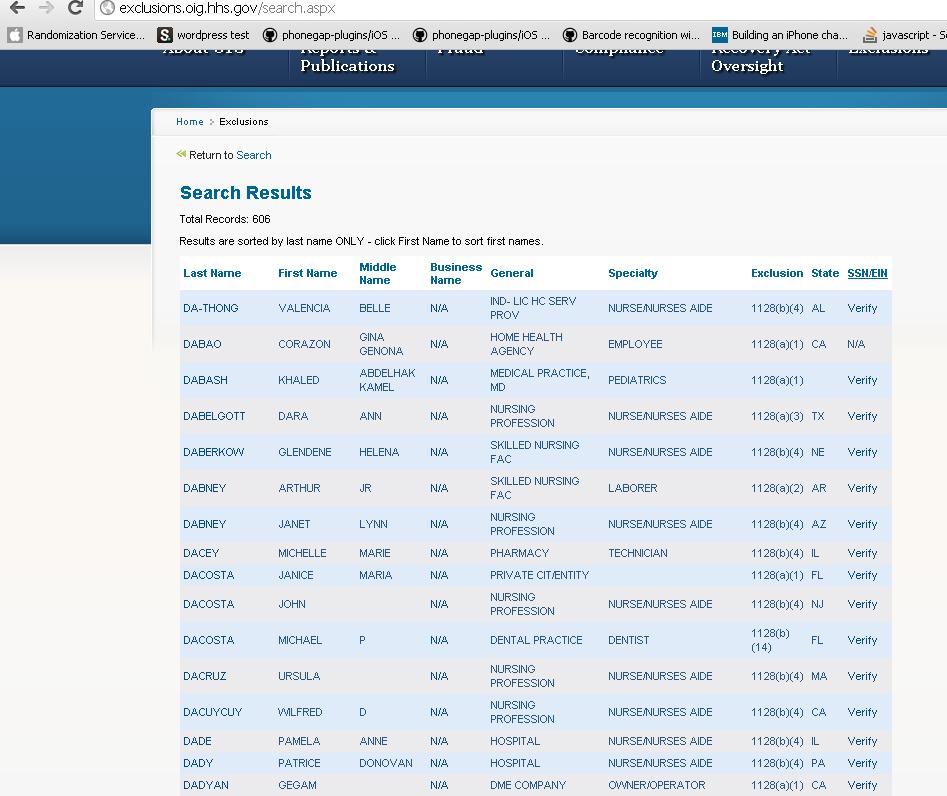 exclusions.oig.hhs.gov/search.aspx
Randomization Service... wordpress test phonegap-plugins/iOS ... phonegap-plugins/iOS ... Barcode recognition wi... IBM Building an iPhone cha... javascript - S
About OIG Reports & Publications Fraud Compliance Recovery Act Oversight Exclusions
Home > Exclusions
Return to Search
Search Results
Total Records: 606
Results are sorted by last name ONLY - click First Name to sort first names.
Last Name First Name Middle Name Business Name General Specialty Exclusion State SSN/EIN
DA-THONG VALENCIA BELLE N/A IND- LIC HC SERV PROV NURSE/NURSES AIDE 1128(b)(4) AL Verify
DABAO CORAZON GINA GENONA N/A HOME HEALTH AGENCY EMPLOYEE 1128(a)(1) CA N/A
DABASH KHALED ABDELHAK KAMEL N/A MEDICAL PRACTICE, MD PEDIATRICS 1128(a)(1) Verify
DABELGOTT DARA ANN N/A NURSING PROFESSION NURSE/NURSES AIDE 1128(a)(3) TX Verify
DABERKOW GLENDENE HELENA N/A SKILLED NURSING FAC NURSE/NURSES AIDE 1128(b)(4) NE Verify
DABNEY ARTHUR JR N/A SKILLED NURSING FAC LABORER 1128(a)(2) AR Verify
DABNEY JANET LYNN N/A NURSING PROFESSION NURSE/NURSES AIDE 1128(b)(4) AZ Verify
DACEY MICHELLE MARIE N/A PHARMACY TECHNICIAN 1128(b)(4) IL Verify
DACOSTA JANICE MARIA N/A PRIVATE CIT/ENTITY 1128(a)(1) FL Verify
DACOSTA JOHN N/A NURSING PROFESSION NURSE/NURSES AIDE 1128(b)(4) NJ Verify
DACOSTA MICHAEL P N/A DENTAL PRACTICE DENTIST 1128(b)(14) FL Verify
DACRUZ URSULA N/A NURSING PROFESSION NURSE/NURSES AIDE 1128(b)(4) MA Verify
DACUYCUY WILFRED D N/A NURSING PROFESSION NURSE/NURSES AIDE 1128(b)(4) CA Verify
DADE PAMELA ANNE N/A HOSPITAL NURSE/NURSES AIDE 1128(b)(4) IL Verify
DADY PATRICE DONOVAN N/A HOSPITAL NURSE/NURSES AIDE 1128(b)(4) PA Verify
DADYAN GEGAM N/A DME COMPANY OWNER/OPERATOR 1128(a)(1) CA Verify